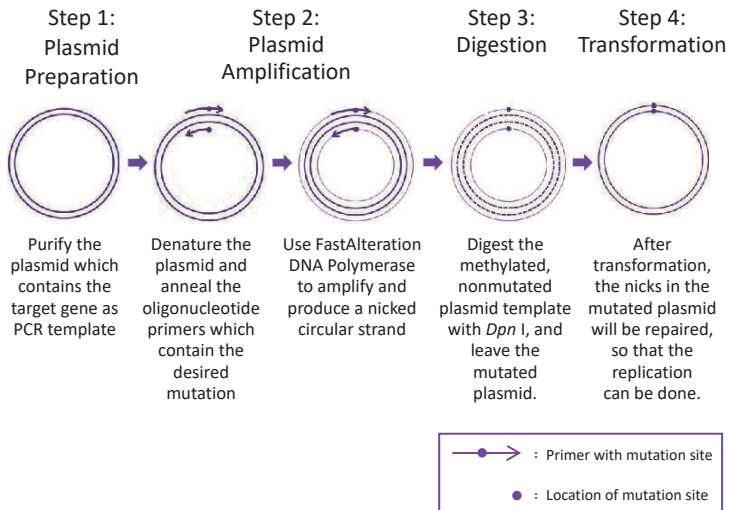 Step 1:
Plasmid
Preparation
Step 2:
Plasmid
Amplification
Step 3:
Digestion
Step 4:
Transformation
Purify the
plasmid which
contains the
target gene as
PCR template
Denature the
plasmid and
anneal the
oligonucleotide
primers which
contain the
desired
mutation
Use FastAlteration
DNA Polymerase
to amplify and
produce a nicked
circular strand
Digest the
methylated,
nonmutated
plasmid template
with Dpn I, and
leave the
mutated
plasmid.
After
transformation,
the nicks in the
mutated plasmid
will be repaired,
so that the
replication
can be done.
: Primer with mutation site
: Location of mutation site